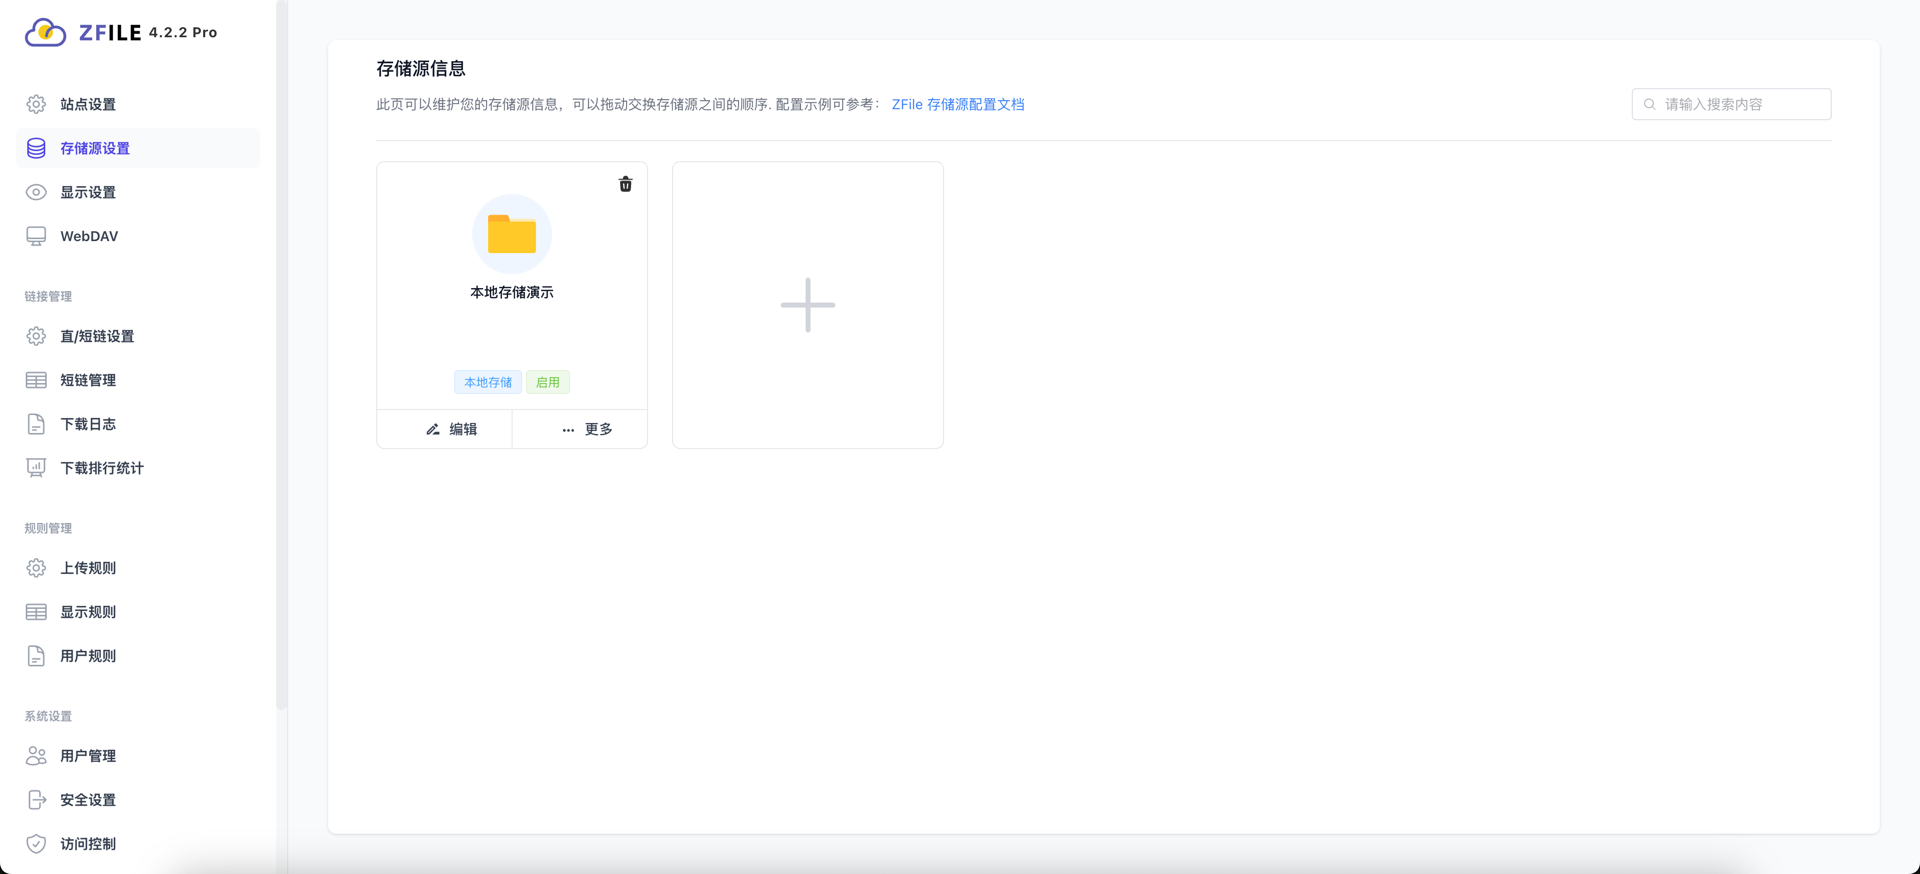 ZFILE 4.2.2 Pro
站点设置
存储源设置
显示设置
WebDAV
链接管理
直/短链设置
短链管理
下载日志
下载排行统计
规则管理
上传规则
显示规则
用户规则
系统设置
用户管理
安全设置
访问控制
存储源信息
此页可以维护您的存储源信息，可以拖动交换存储源之间的顺序. 配置示例可参考： ZFile 存储源配置文档
请输入搜索内容
本地存储演示
本地存储 启用
编辑 更多